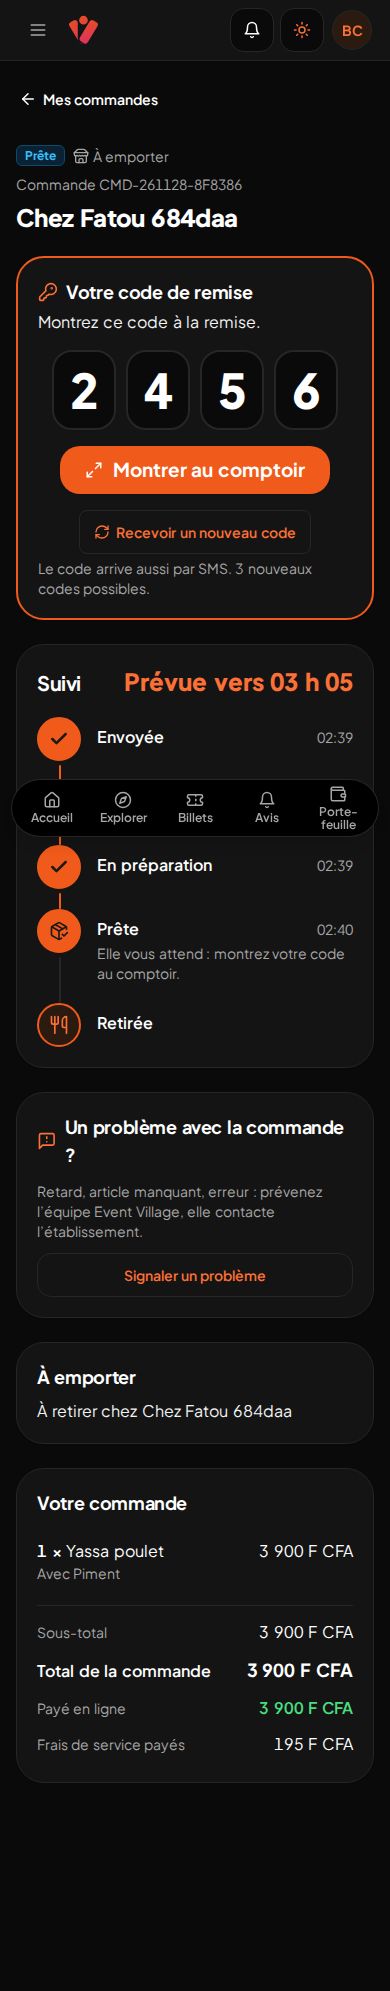 BC
Mes commandes
Prête À emporter
Commande CMD-261128-8F8386
Chez Fatou 684daa
Votre code de remise
Montrez ce code à la remise.
2 4 5 6
Montrer au comptoir
Recevoir un nouveau code
Le code arrive aussi par SMS. 3 nouveaux
codes possibles.
Suivi Prévue vers 03 h 05
Envoyée 02:39
Accueil Explorer Billets Avis Porte-
feuille
En préparation 02:39
Prête 02:40
Elle vous attend : montrez votre code
au comptoir.
Retirée
Un problème avec la commande
?
Retard, article manquant, erreur : prévenez
l’équipe Event Village, elle contacte
l’établissement.
Signaler un problème
À emporter
À retirer chez Chez Fatou 684daa
Votre commande
1 × Yassa poulet 3 900 F CFA
Avec Piment
Sous-total 3 900 F CFA
Total de la commande 3 900 F CFA
Payé en ligne 3 900 F CFA
Frais de service payés 195 F CFA